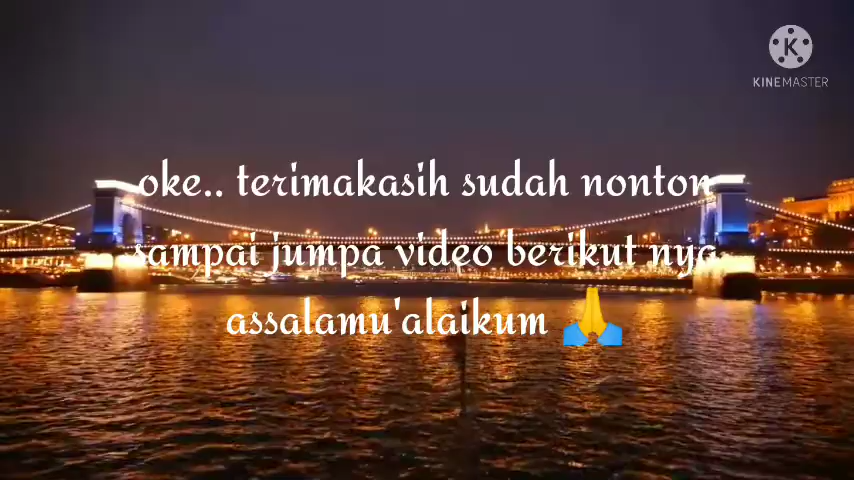 KINEMASTER
oke.. terimakasih sudah nonton
sampai jumpa video berikut nya
assalamu'alaikum 🙏